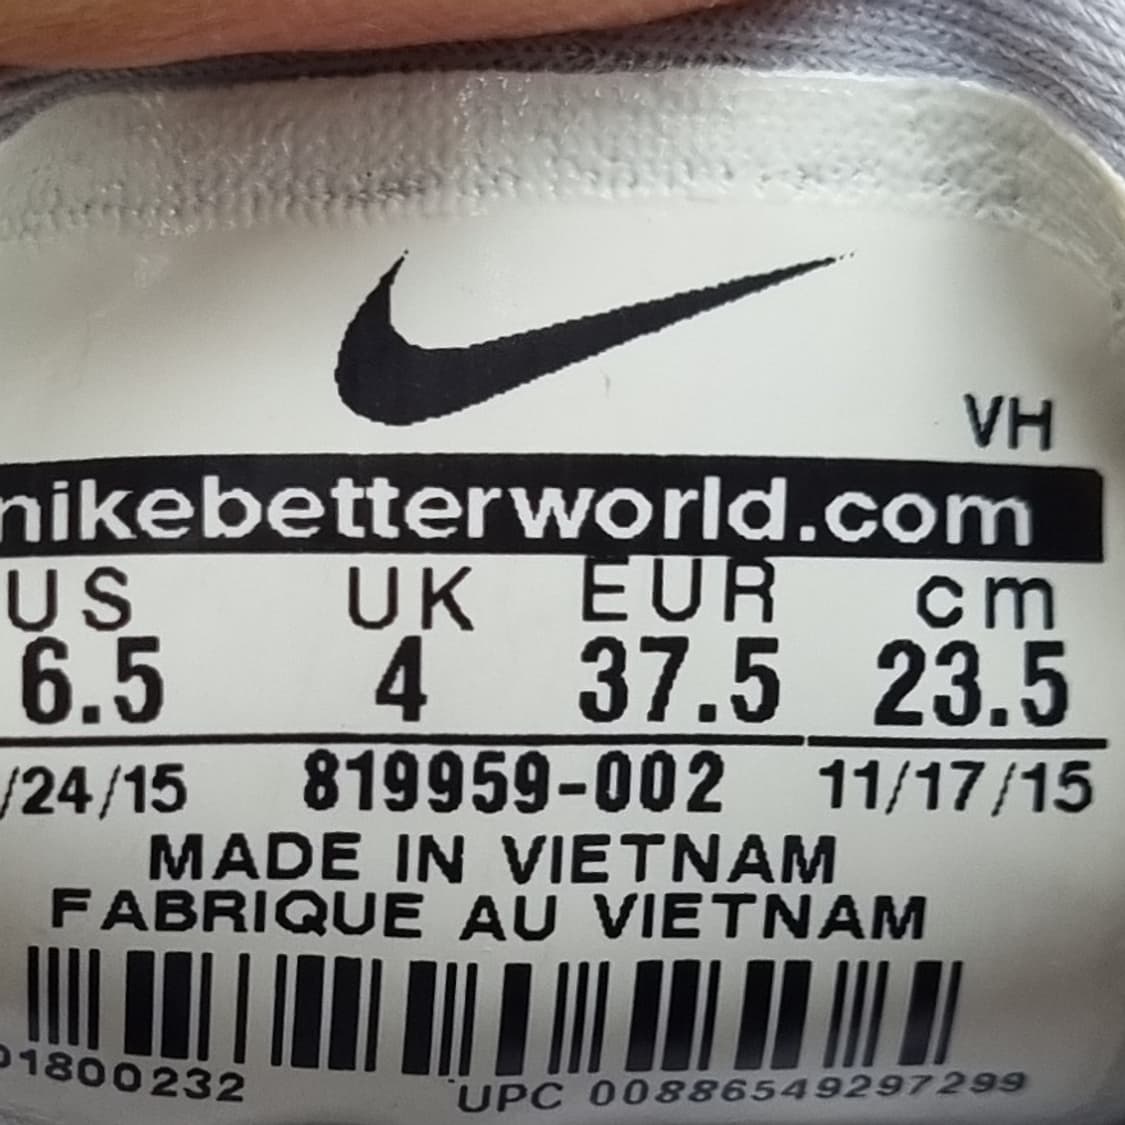 VH
nikebetterworld.com
US UK EUR cm
6.5 4 37.5 23.5
/24/15 819959-002 11/17/15
MADE IN VIETNAM
FABRIQUE AU VIETNAM
01800232 UPC 00886549297299